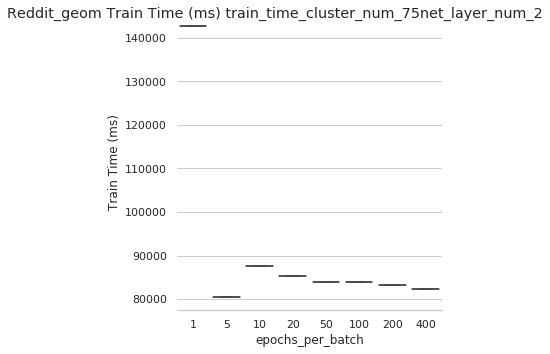 Reddit_geom Train Time (ms) train_time_cluster_num_75net_layer_num_2
140000
130000
120000
110000
100000
90000
80000
Train Time (ms)
1 5 10 20 50 100 200 400
epochs_per_batch